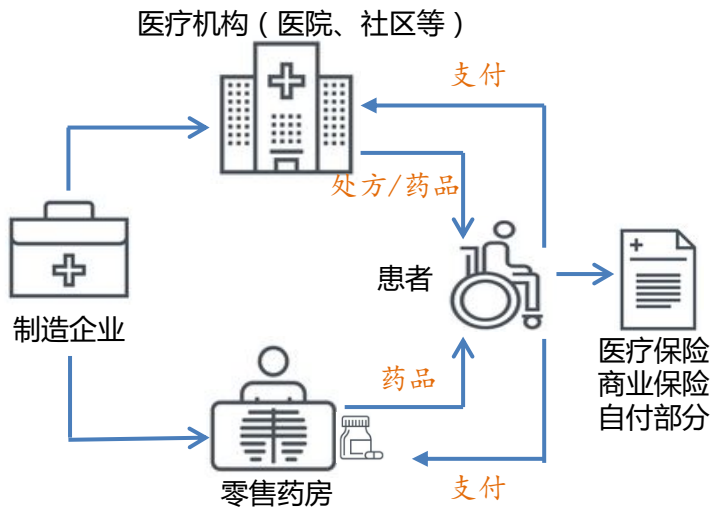 医疗机构（医院、社区等）
支付
处方/药品
患者
制造企业
医疗保险
商业保险
自付部分
药品
零售药房
支付